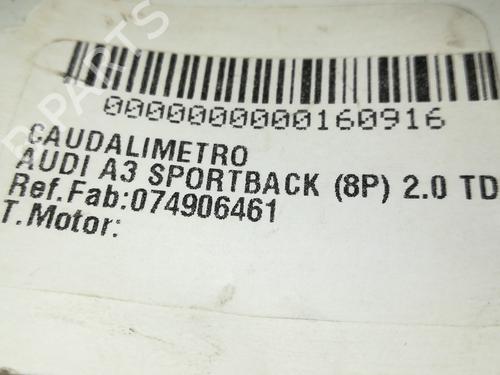 0000000000160916
CAUDALIMETRO
AUDI A3 SPORTBACK (8P) 2.0 TD
Ref.Fab:074906461
T.Motor: